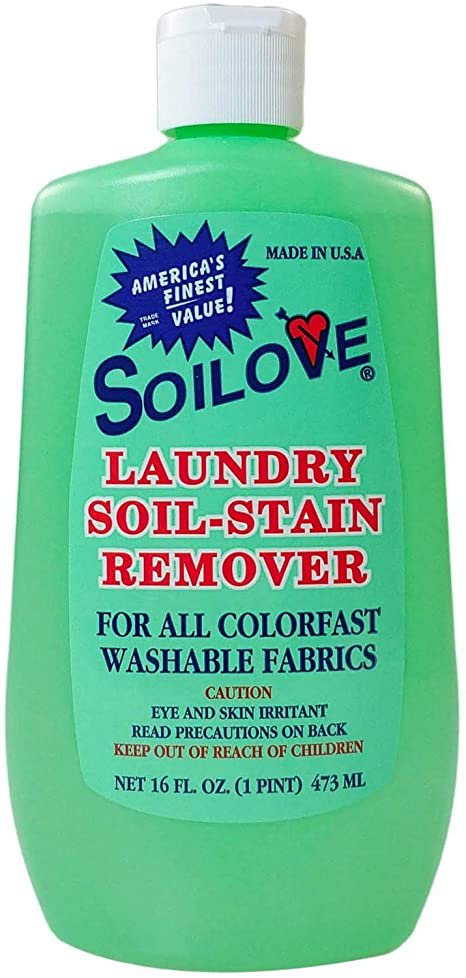 AMERICA'S
FINEST
VALUE!
TRADE
MARK
MADE IN U.S.A
SOILOVE®
LAUNDRY
SOIL-STAIN
REMOVER
FOR ALL COLORFAST
WASHABLE FABRICS
CAUTION
EYE AND SKIN IRRITANT
READ PRECAUTIONS ON BACK
KEEP OUT OF REACH OF CHILDREN
NET 16 FL. OZ. (1 PINT) 473 ML